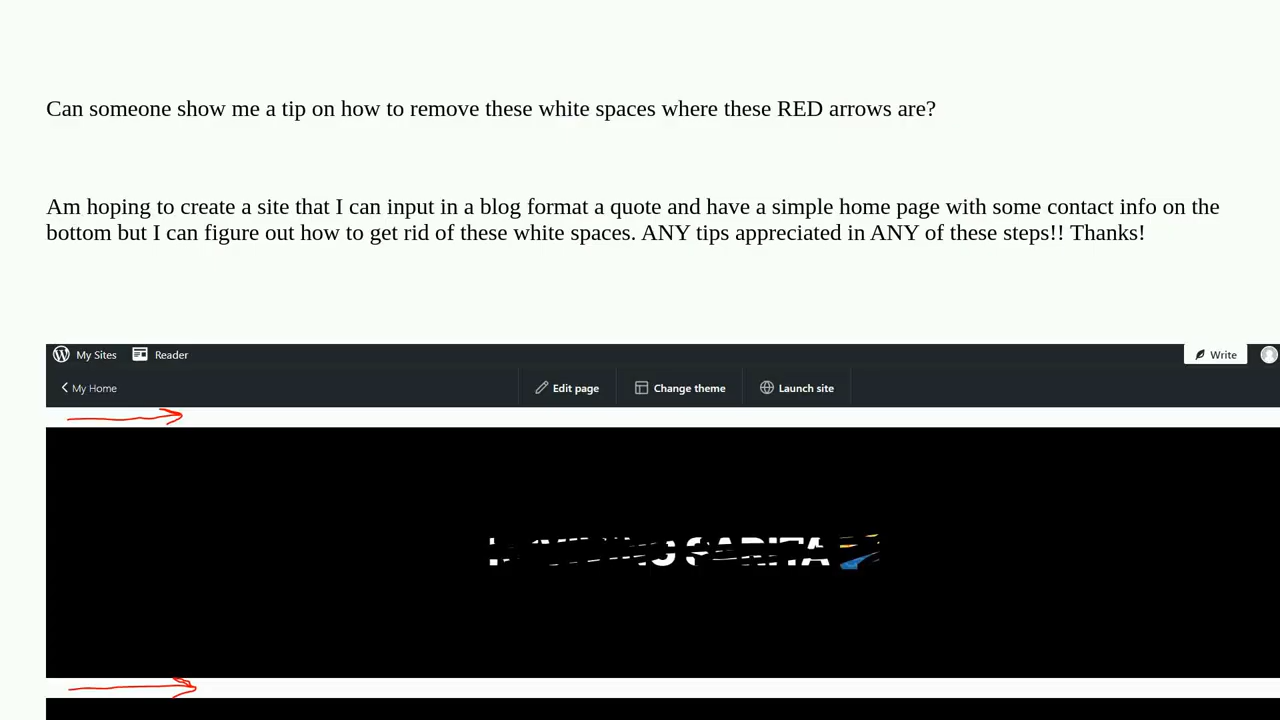 Can someone show me a tip on how to remove these white spaces where these RED arrows are?
Am hoping to create a site that I can input in a blog format a quote and have a simple home page with some contact info on the
bottom but I can figure out how to get rid of these white spaces. ANY tips appreciated in ANY of these steps!! Thanks!
My Sites Reader Write
My Home Edit page Change theme Launch site